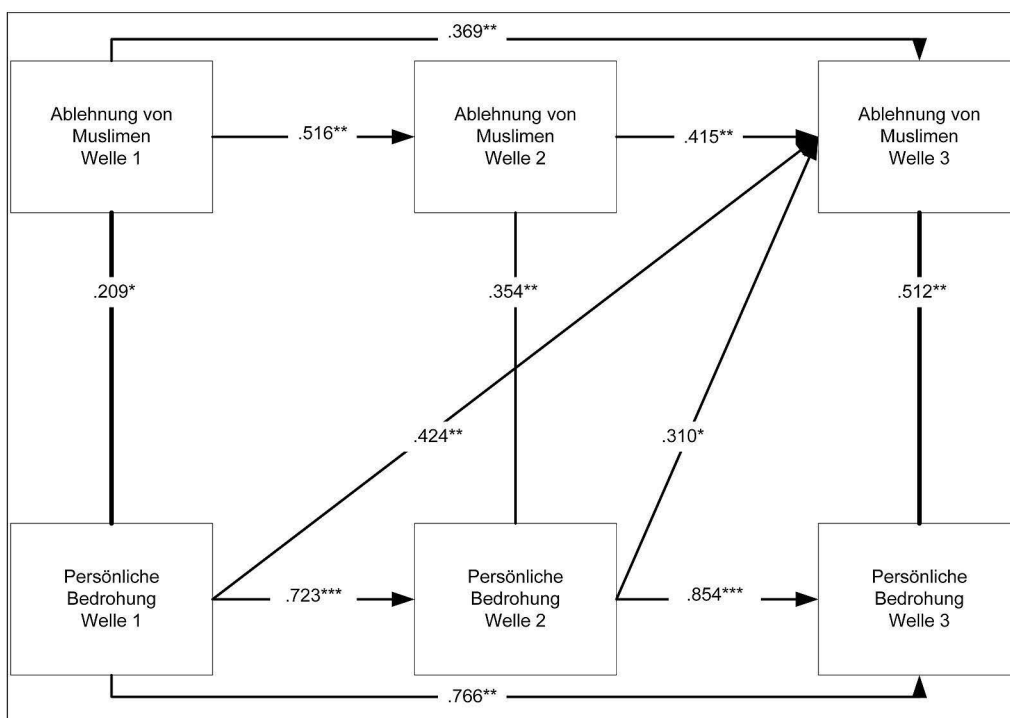 .369**
Ablehnung von
Muslimen
Welle 1
.516**
Ablehnung von
Muslimen
Welle 2
.415**
Ablehnung von
Muslimen
Welle 3
.209*
.354**
.512**
.424**
.310*
Persönliche
Bedrohung
Welle 1
.723***
Persönliche
Bedrohung
Welle 2
.854***
Persönliche
Bedrohung
Welle 3
.766**